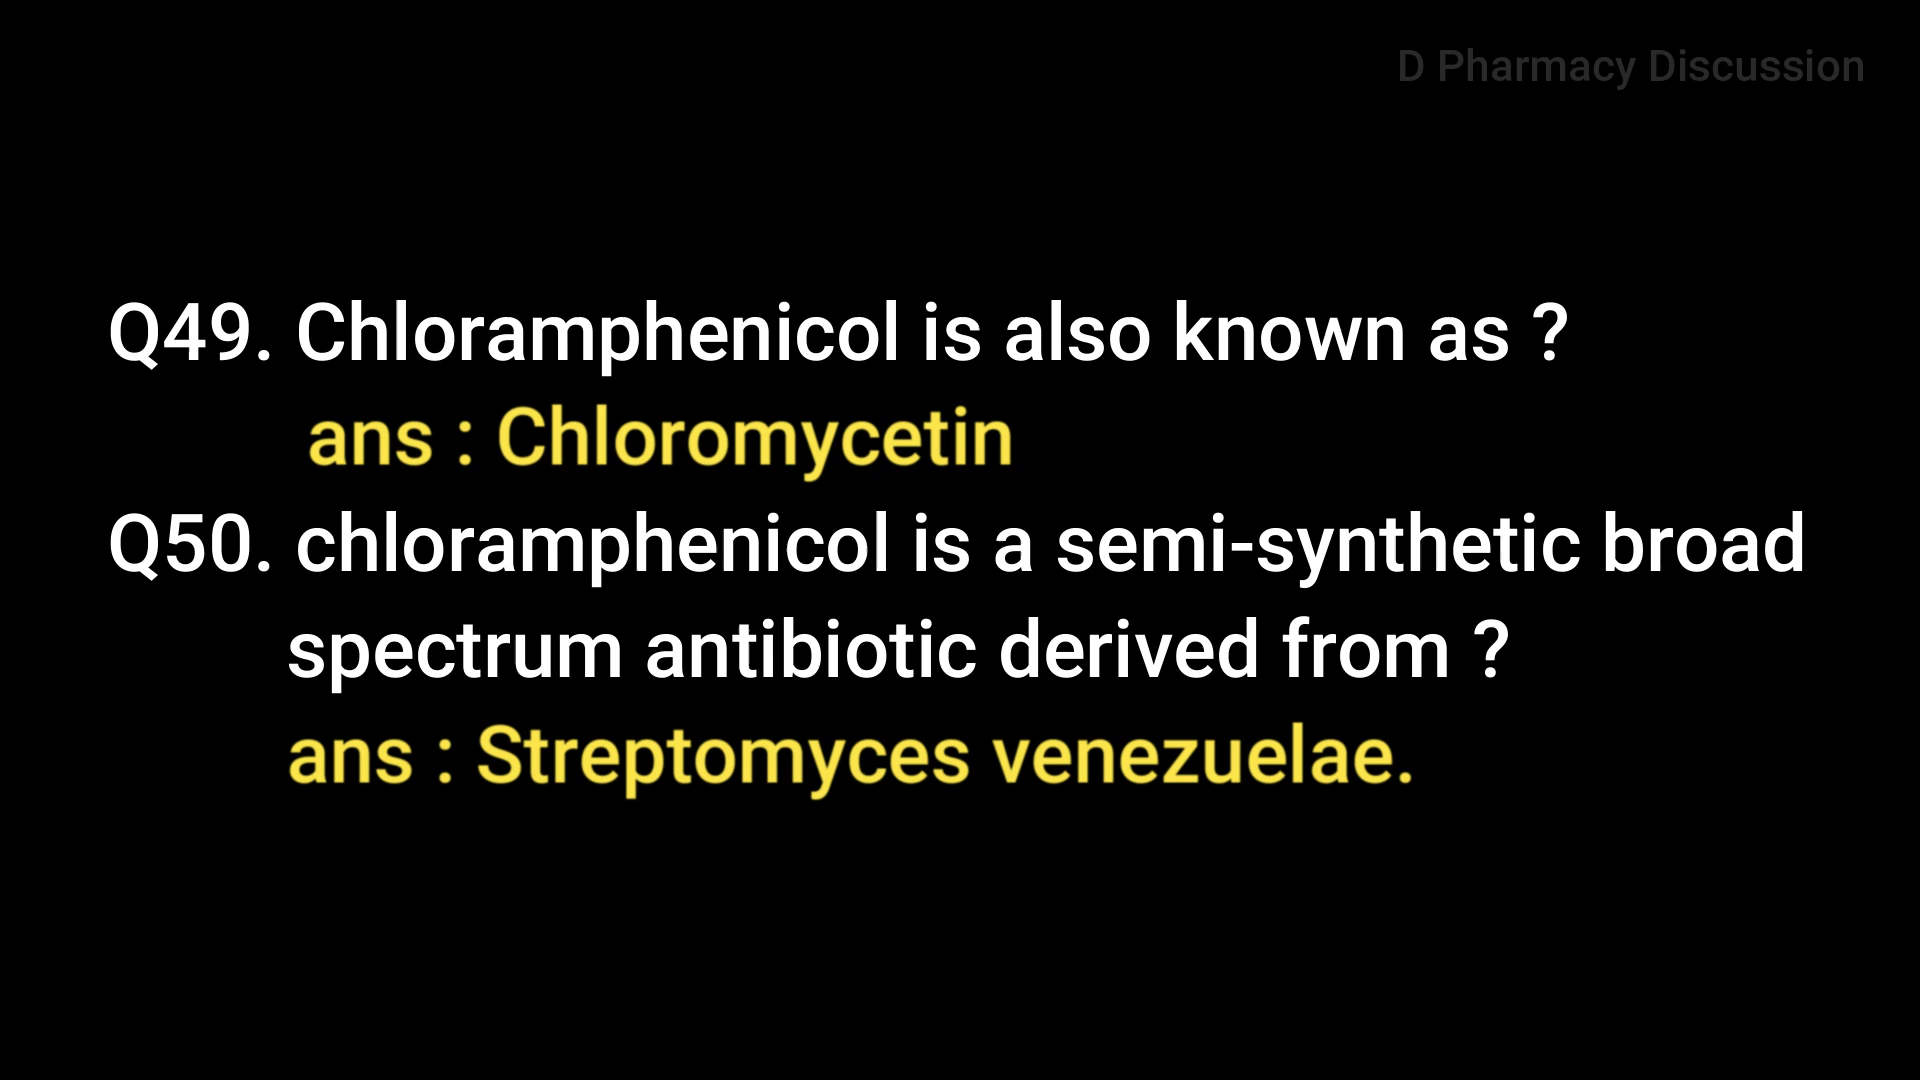 D Pharmacy Discussion
Q49. Chloramphenicol is also known as ?
ans : Chloromycetin
Q50. chloramphenicol is a semi-synthetic broad
spectrum antibiotic derived from ?
ans : Streptomyces venezuelae.